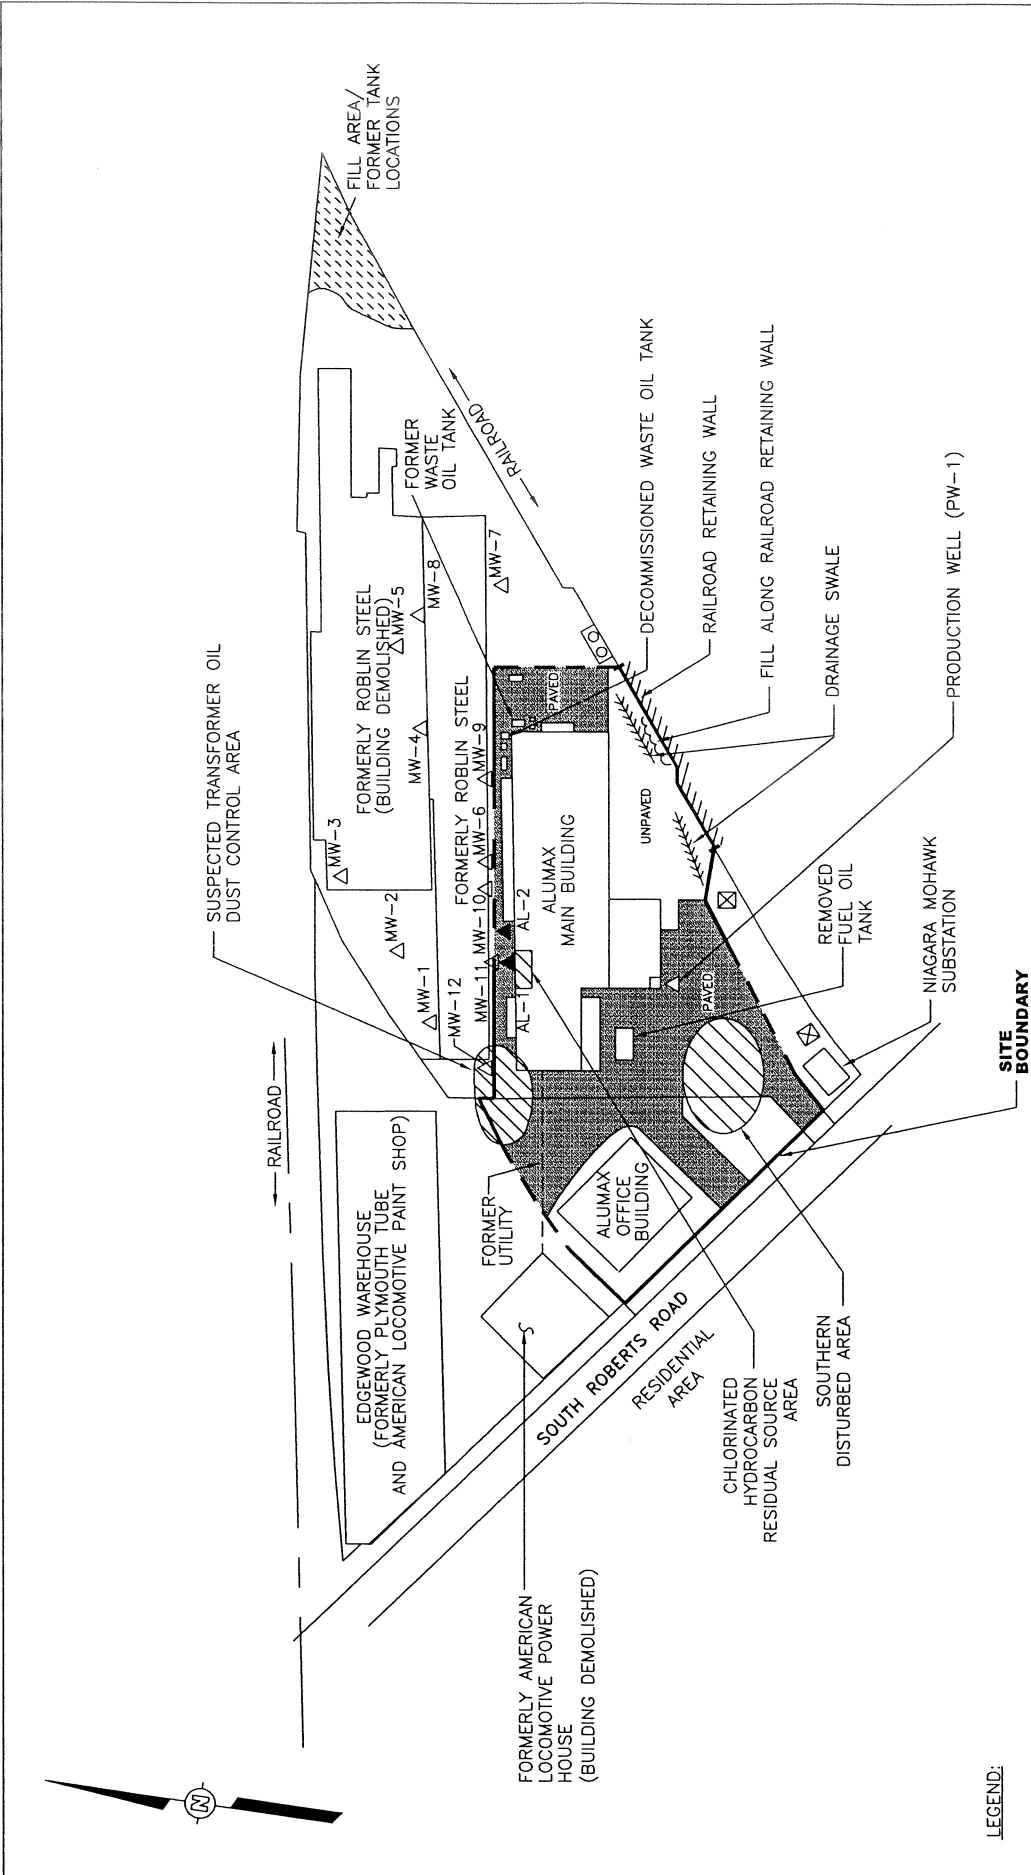 FILL AREA/
FORMER TANK
LOCATIONS
SUSPECTED TRANSFORMER OIL
DUST CONTROL AREA
RAILROAD
EDGEWOOD WAREHOUSE
(FORMERLY PLYMOUTH TUBE
AND AMERICAN LOCOMOTIVE PAINT SHOP)
FORMERLY ROBLIN STEEL
(BUILDING DEMOLISHED)
MW-3
MW-2
MW-1
MW-4
MW-5
MW-8
MW-7
FORMERLY ROBLIN STEEL
MW-12
MW-11
MW-10
MW-6
MW-9
AL-1
AL-2
FORMER
WASTE
OIL TANK
RAILROAD
ALUMAX
MAIN BUILDING
PAVED
UNPAVED
PAVED
FORMER
UTILITY
ALUMAX
OFFICE
BUILDING
DECOMMISSIONED WASTE OIL TANK
RAILROAD RETAINING WALL
FILL ALONG RAILROAD RETAINING WALL
DRAINAGE SWALE
PRODUCTION WELL (PW-1)
REMOVED
FUEL OIL
TANK
NIAGARA MOHAWK
SUBSTATION
SITE
BOUNDARY
SOUTH ROBERTS ROAD
RESIDENTIAL
AREA
CHLORINATED
HYDROCARBON
RESIDUAL SOURCE
AREA
SOUTHERN
DISTURBED AREA
FORMERLY AMERICAN
LOCOMOTIVE POWER
HOUSE
(BUILDING DEMOLISHED)
N
LEGEND: